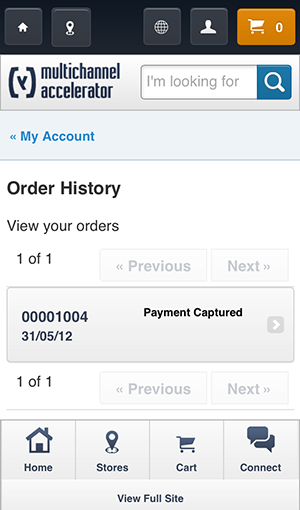 0
multichannel
accelerator
I'm looking for
« My Account
Order History
View your orders
1 of 1
« Previous
Next »
00001004
Payment Captured
31/05/12
1 of 1
« Previous
Next »
Home
Stores
Cart
Connect
View Full Site